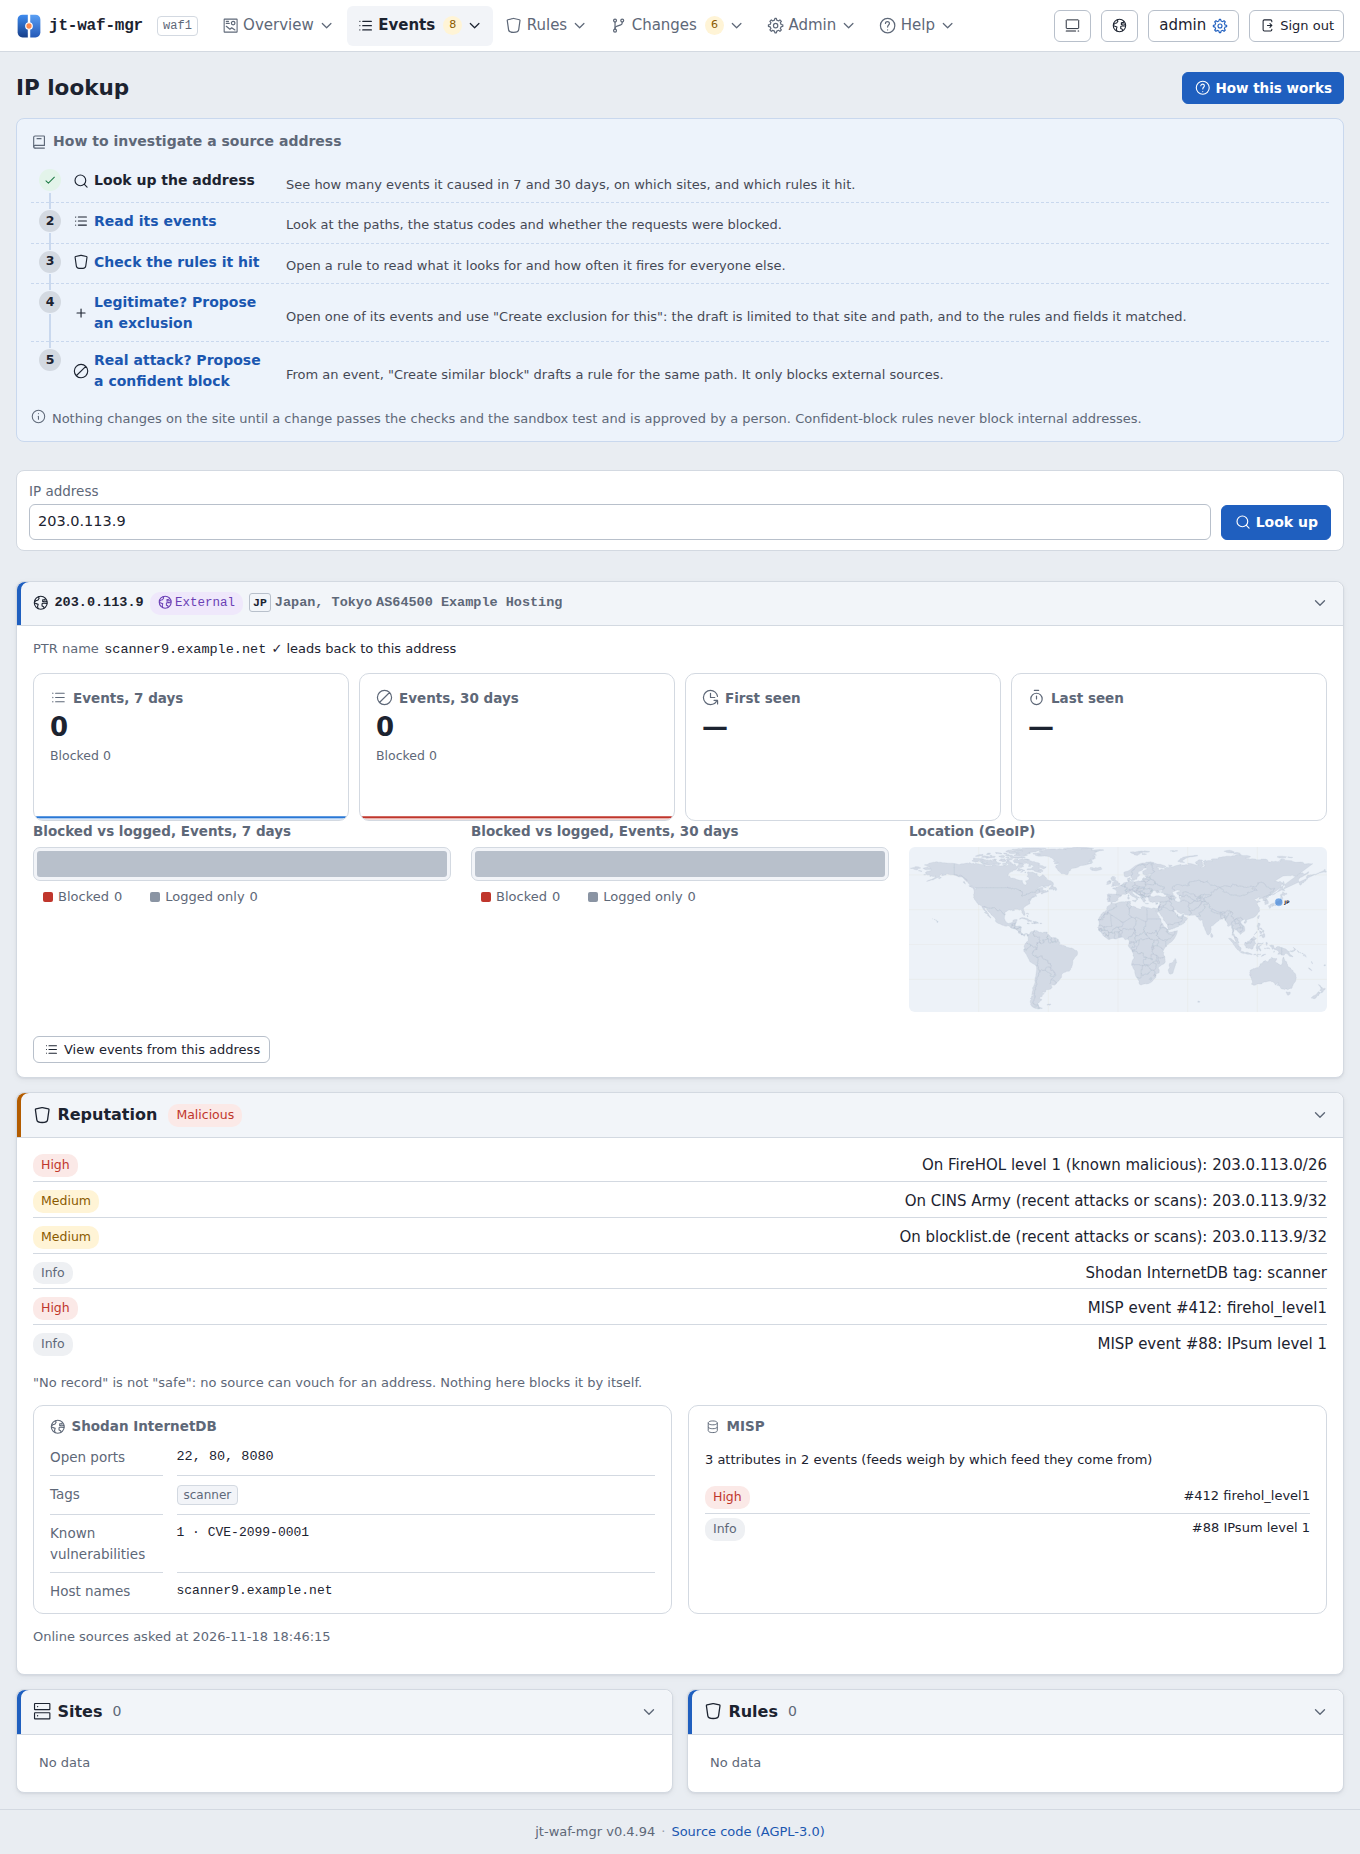 jt-waf-mgr waf1 Overview Events 8 Rules Changes 6 Admin Help admin Sign out
IP lookup
How this works
How to investigate a source address
Look up the address See how many events it caused in 7 and 30 days, on which sites, and which rules it hit.
2 Read its events Look at the paths, the status codes and whether the requests were blocked.
3 Check the rules it hit Open a rule to read what it looks for and how often it fires for everyone else.
4 Legitimate? Propose
an exclusion Open one of its events and use "Create exclusion for this": the draft is limited to that site and path, and to the rules and fields it matched.
5 Real attack? Propose
a confident block From an event, "Create similar block" drafts a rule for the same path. It only blocks external sources.
Nothing changes on the site until a change passes the checks and the sandbox test and is approved by a person. Confident-block rules never block internal addresses.
IP address
203.0.113.9 Look up
203.0.113.9 External JP Japan, Tokyo AS64500 Example Hosting
PTR name scanner9.example.net ✓ leads back to this address
Events, 7 days Events, 30 days First seen Last seen
0 0 — —
Blocked 0 Blocked 0
Blocked vs logged, Events, 7 days Blocked vs logged, Events, 30 days Location (GeoIP)
JP
Blocked 0 Logged only 0 Blocked 0 Logged only 0
View events from this address
Reputation Malicious
High On FireHOL level 1 (known malicious): 203.0.113.0/26
Medium On CINS Army (recent attacks or scans): 203.0.113.9/32
Medium On blocklist.de (recent attacks or scans): 203.0.113.9/32
Info Shodan InternetDB tag: scanner
High MISP event #412: firehol_level1
Info MISP event #88: IPsum level 1
"No record" is not "safe": no source can vouch for an address. Nothing here blocks it by itself.
Shodan InternetDB
Open ports 22, 80, 8080
Tags scanner
Known
vulnerabilities 1 · CVE-2099-0001
Host names scanner9.example.net
MISP
3 attributes in 2 events (feeds weigh by which feed they come from)
High #412 firehol_level1
Info #88 IPsum level 1
Online sources asked at 2026-11-18 18:46:15
Sites 0 Rules 0
No data No data
jt-waf-mgr v0.4.94 · Source code (AGPL-3.0)